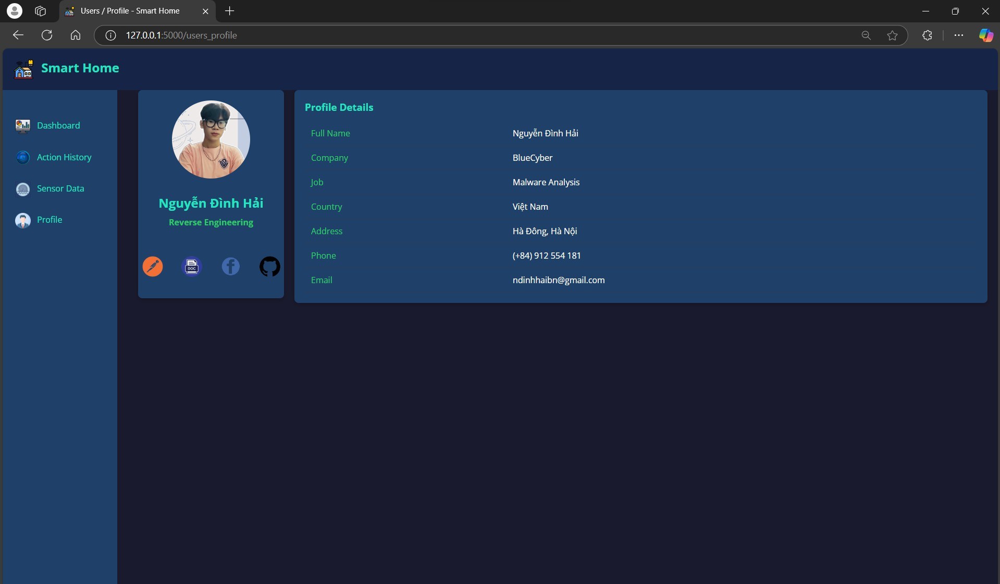 Users / Profile - Smart Home
127.0.0.1:5000/users_profile
Smart Home
Dashboard
Action History
Sensor Data
Profile
Nguyễn Đình Hải
Reverse Engineering
DOC
Profile Details
Full Name Nguyễn Đình Hải
Company BlueCyber
Job Malware Analysis
Country Việt Nam
Address Hà Đông, Hà Nội
Phone (+84) 912 554 181
Email ndinhhaibn@gmail.com